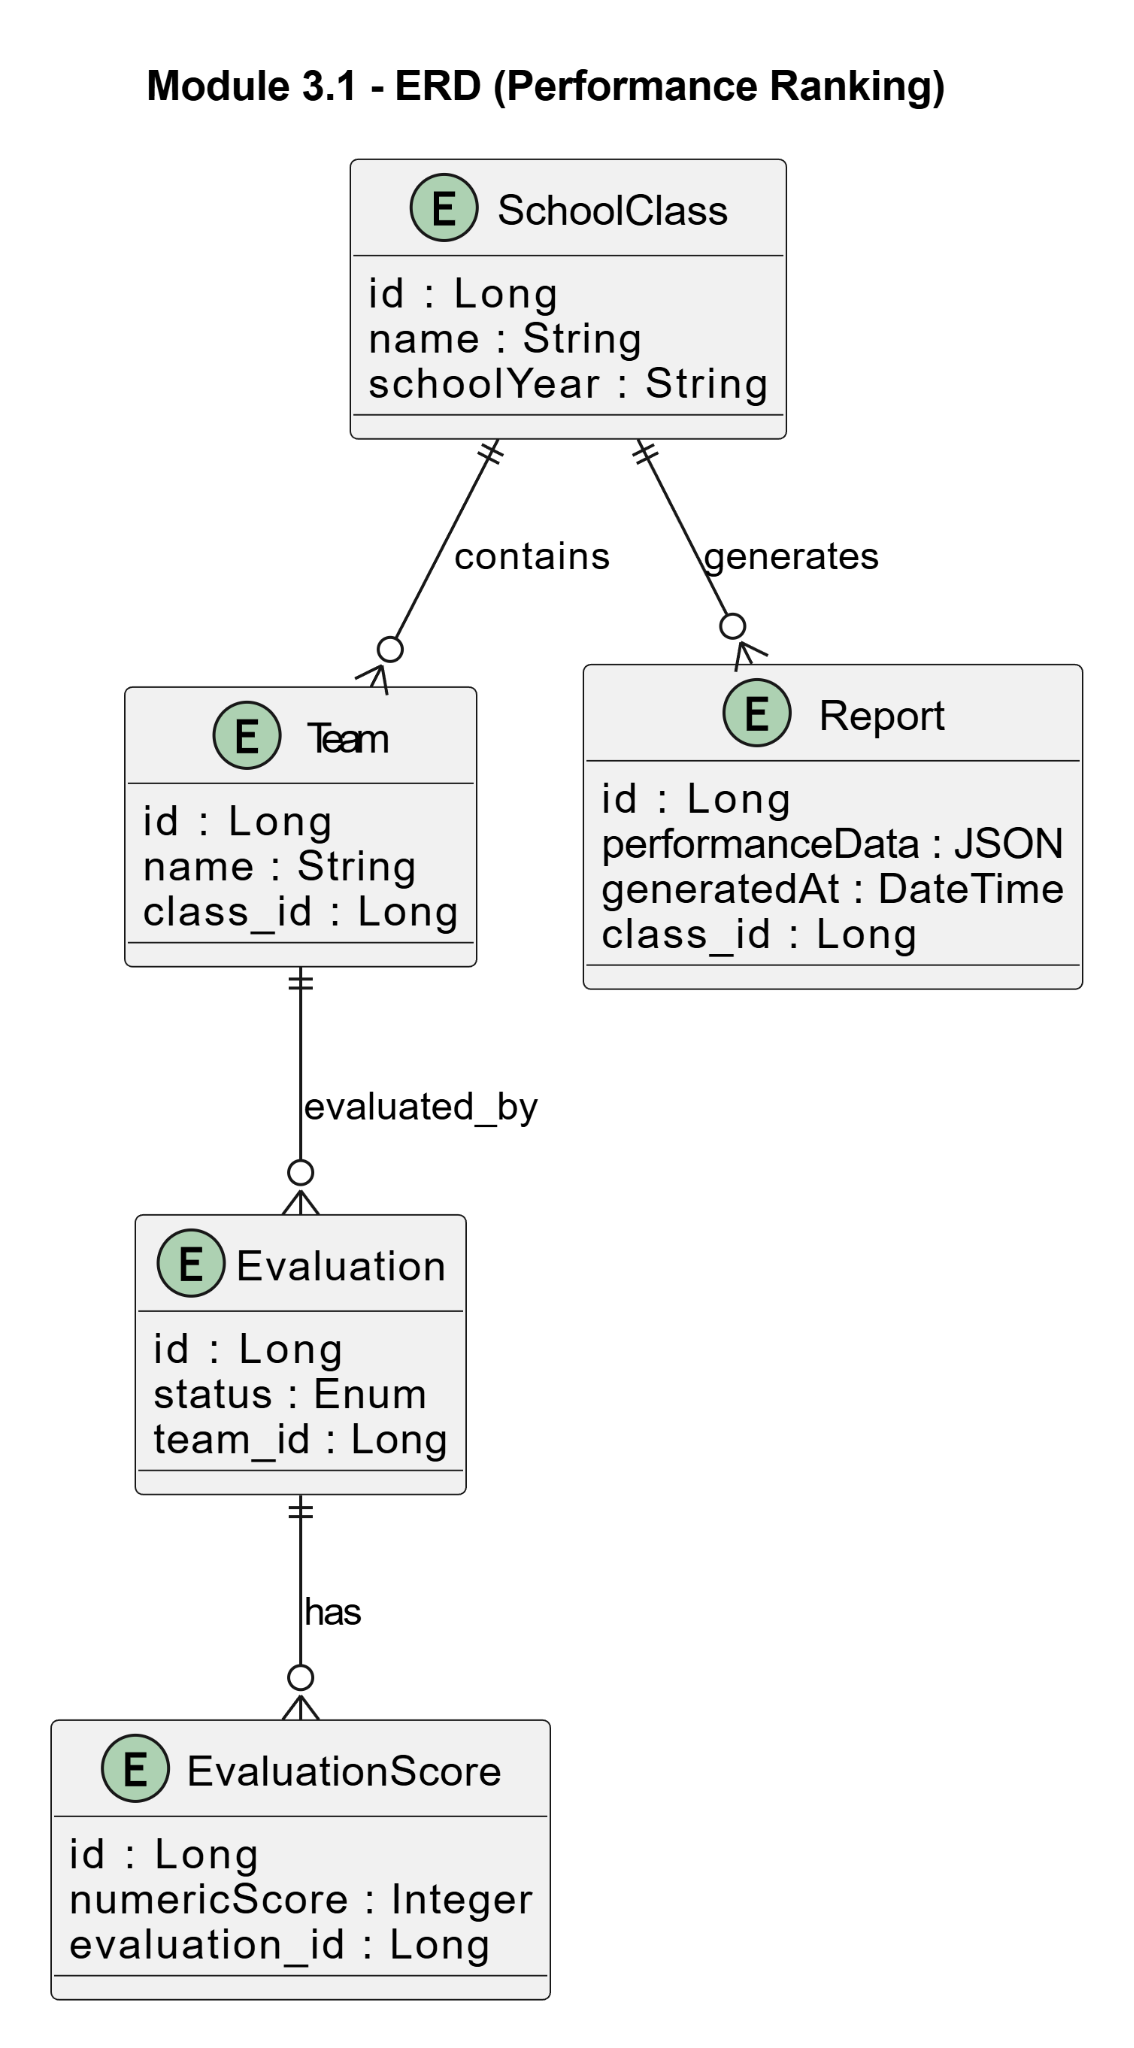 Module 3.1 - ERD (Performance Ranking)
E SchoolClass
id : Long
name : String
schoolYear : String
contains
generates
E Team
id : Long
name : String
class_id : Long
E Report
id : Long
performanceData : JSON
generatedAt : DateTime
class_id : Long
evaluated_by
E Evaluation
id : Long
status : Enum
team_id : Long
has
E EvaluationScore
id : Long
numericScore : Integer
evaluation_id : Long